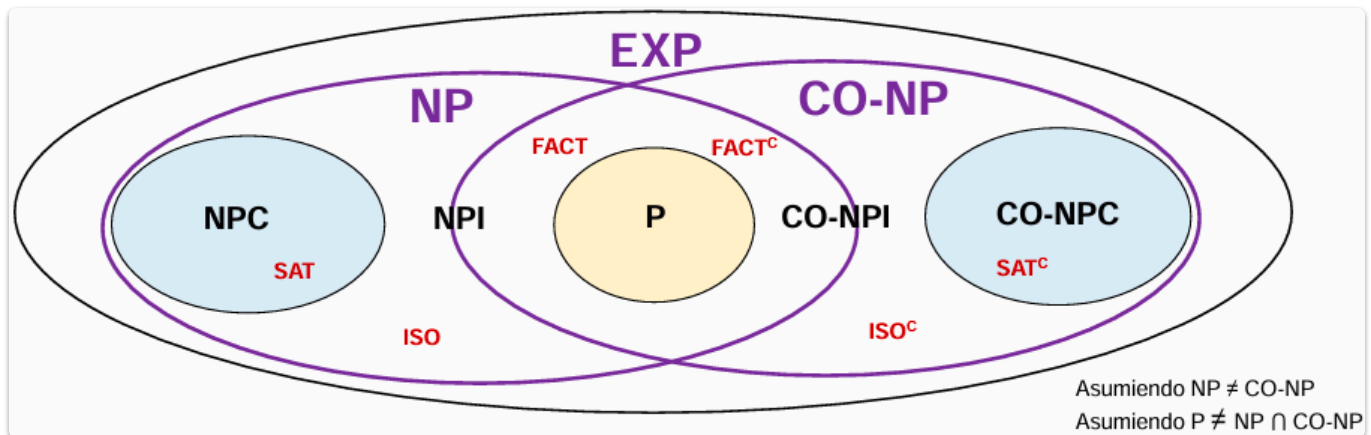 EXP
NP
CO-NP
FACT
FACTᶜ
NPC
NPI
P
CO-NPI
CO-NPC
SAT
SATᶜ
ISO
ISOᶜ
Asumiendo NP ≠ CO-NP
Asumiendo P ≠ NP ∩ CO-NP